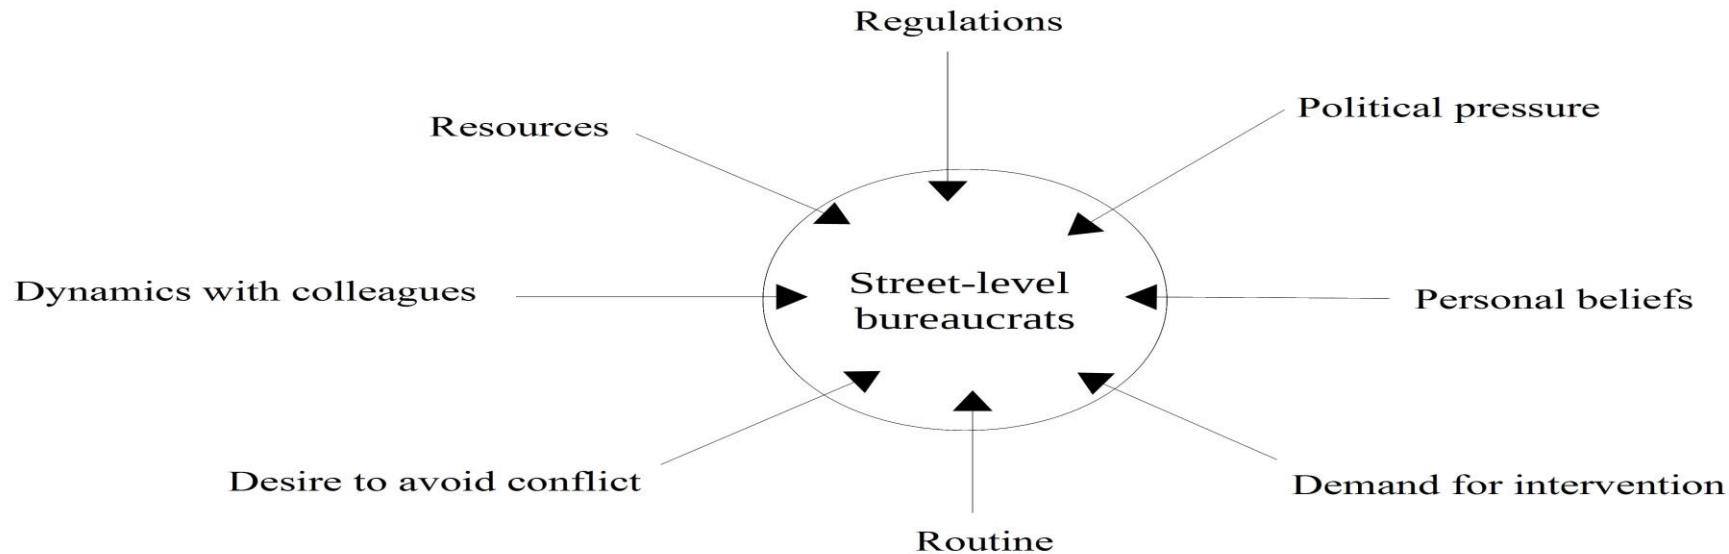 Regulations
Political pressure
Resources
Dynamics with colleagues
Street-level
bureaucrats
Personal beliefs
Desire to avoid conflict
Demand for intervention
Routine